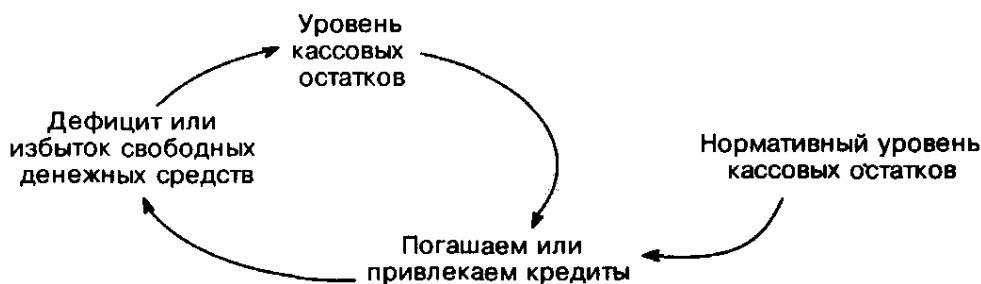 Уровень
кассовых
остатков
Дефицит или
избыток свободных
денежных средств
Нормативный уровень
кассовых остатков
Погашаем или
привлекаем кредиты